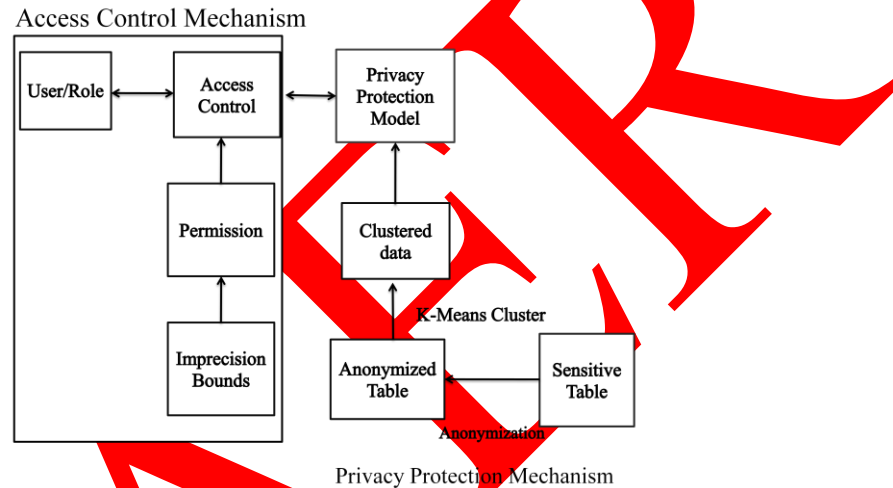 Access Control Mechanism
User/Role
Access
Control
Privacy
Protection
Model
Permission
Clustered
data
K-Means Cluster
Imprecision
Bounds
Anonymized
Table
Sensitive
Table
Anonymization
Privacy Protection Mechanism